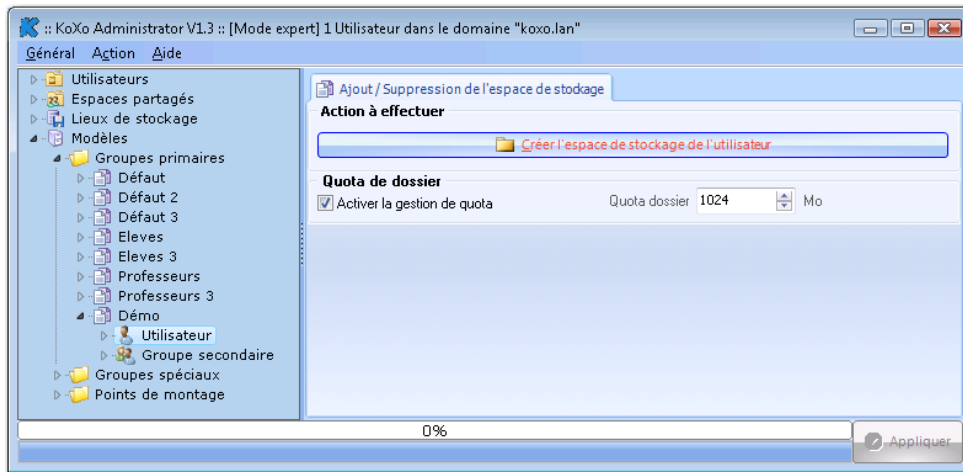 :: KoXo Administrator V1.3 :: [Mode expert] 1 Utilisateur dans le domaine "koxo.lan"
Général Action Aide
Utilisateurs
Espaces partagés
Lieux de stockage
Modèles
Groupes primaires
Défaut
Défaut 2
Défaut 3
Eleves
Eleves 3
Professeurs
Professeurs 3
Démo
Utilisateur
Groupe secondaire
Groupes spéciaux
Points de montage
Ajout / Suppression de l'espace de stockage
Action à effectuer
Créer l'espace de stockage de l'utilisateur
Quota de dossier
Activer la gestion de quota Quota dossier 1024 Mo
0%
Appliquer